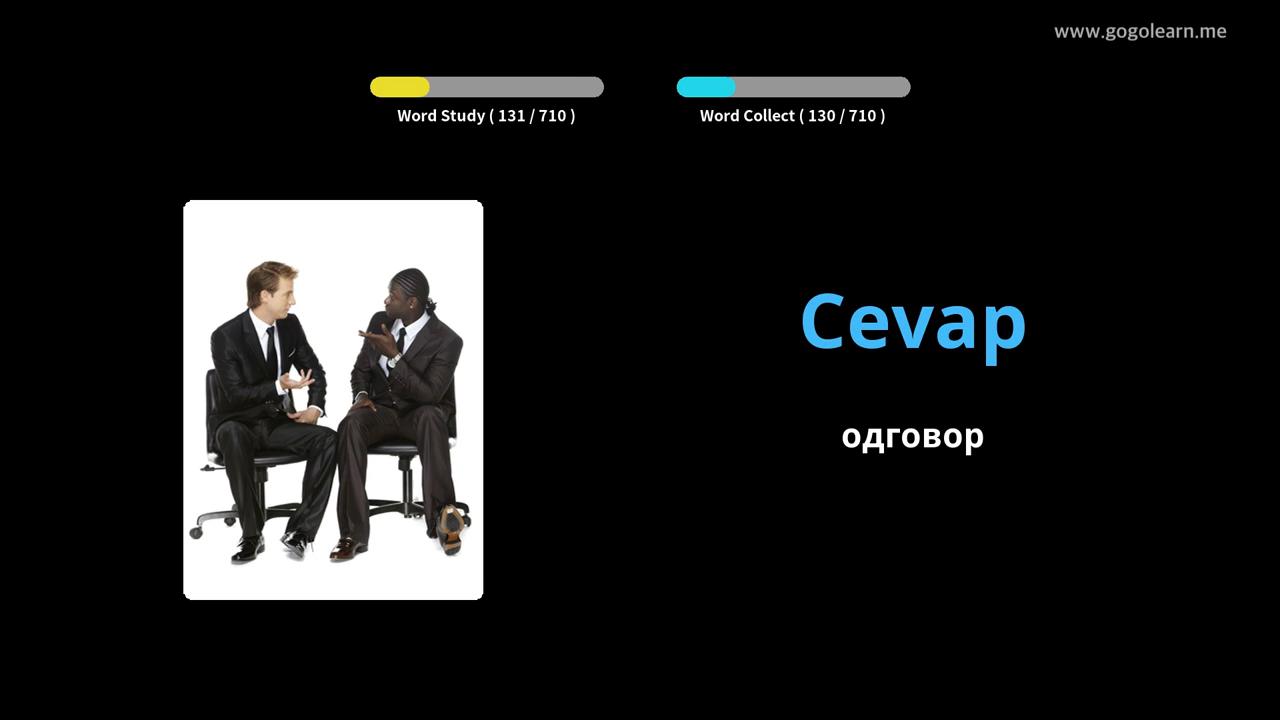 www.gogolearn.me
Word Study ( 131 / 710 )
Word Collect ( 130 / 710 )
Cevap
одговор